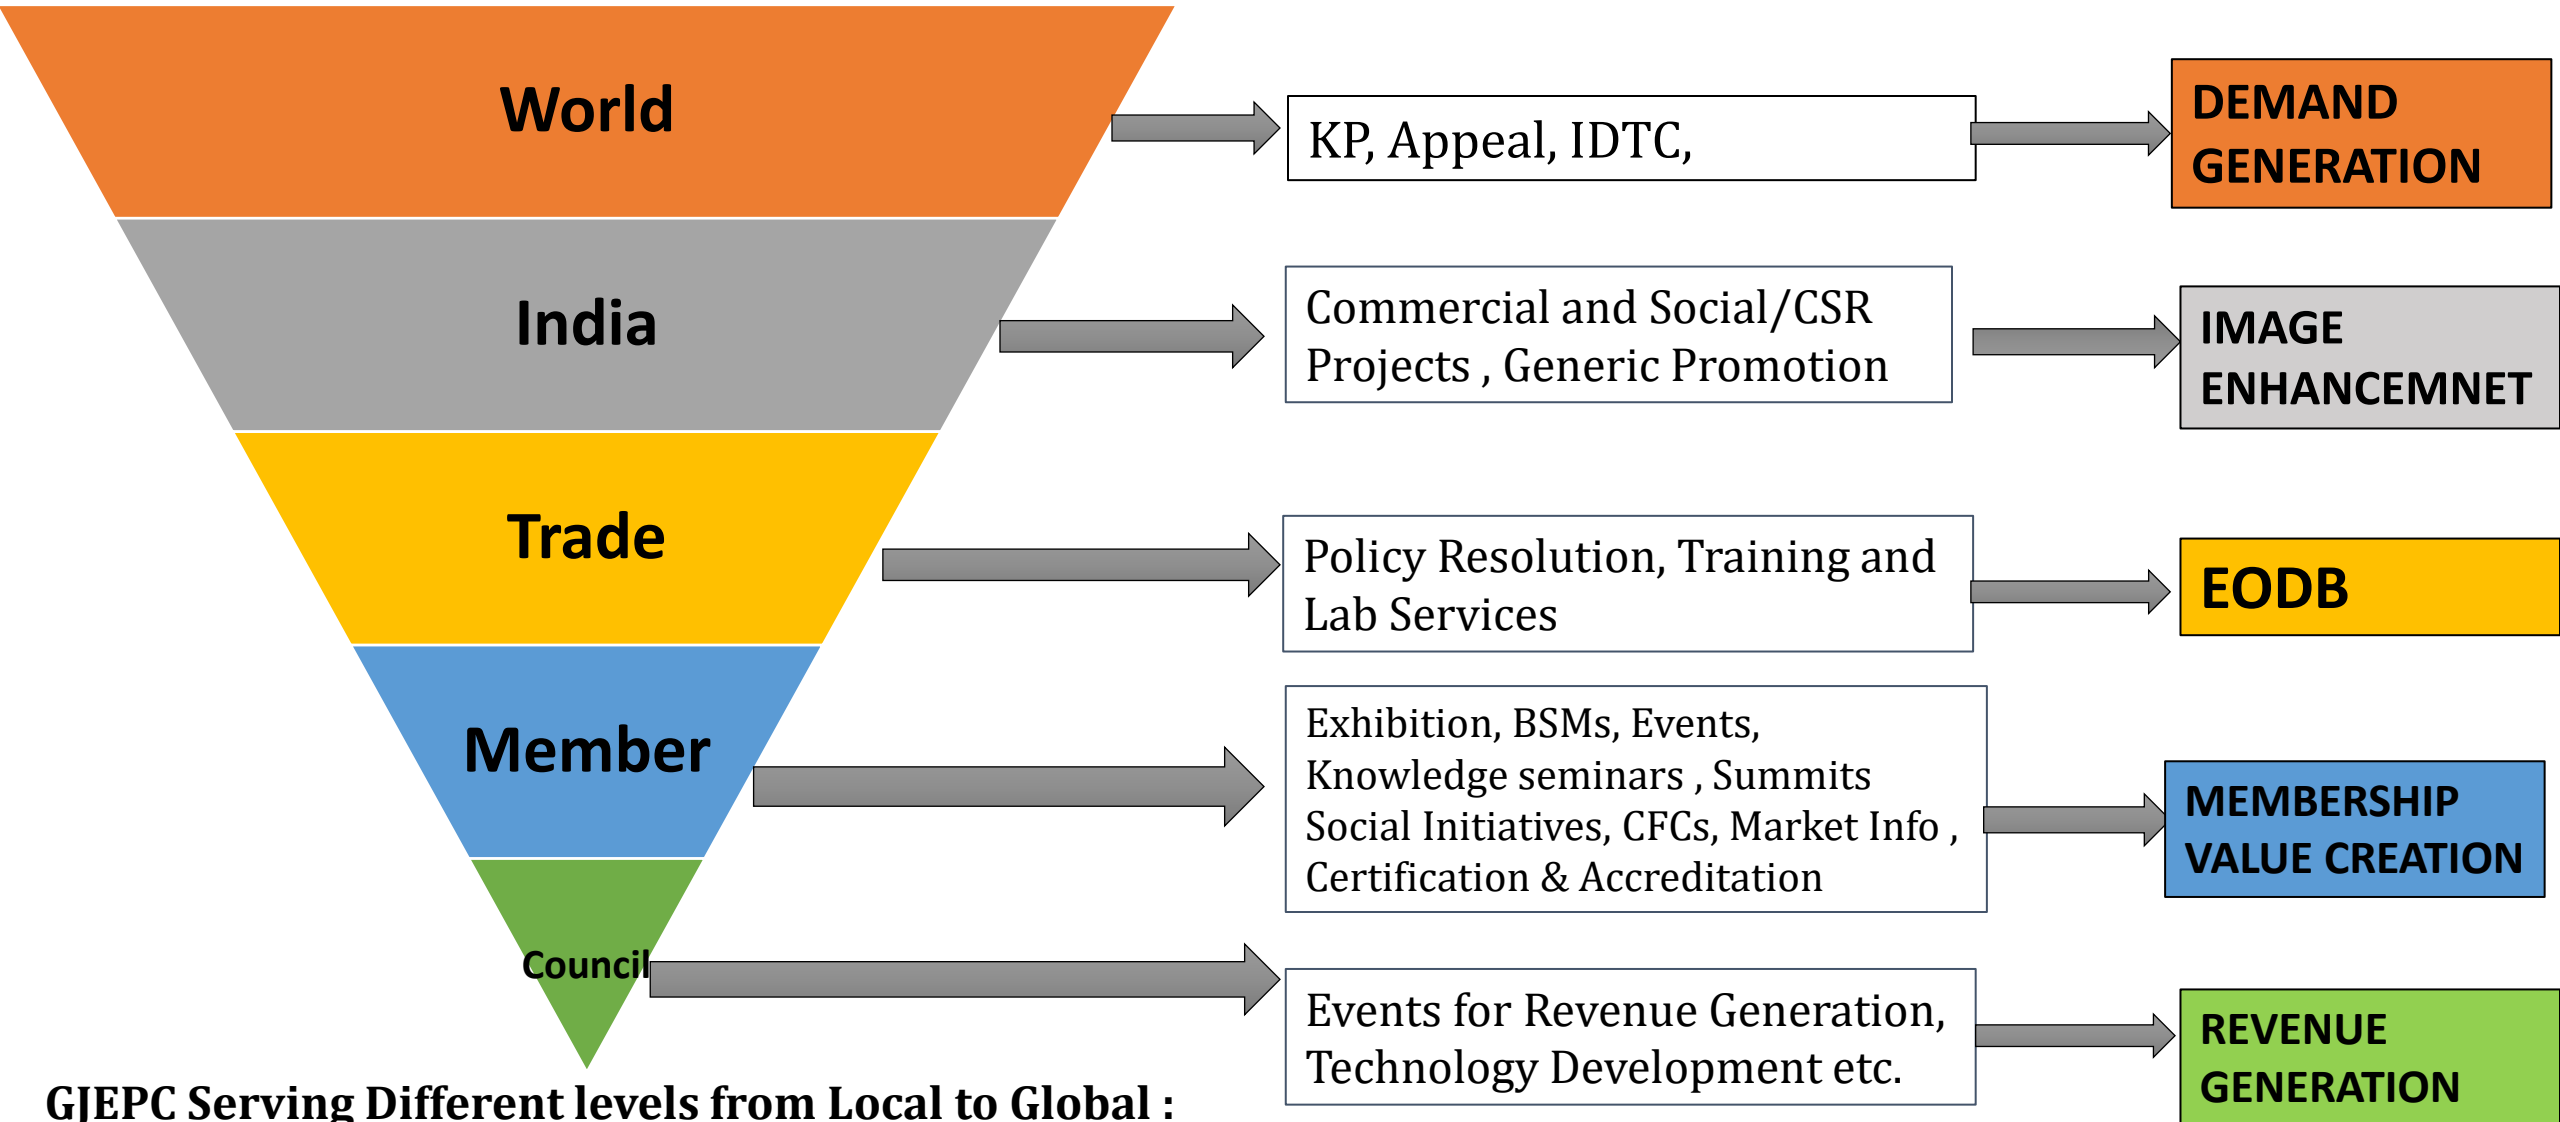 World
KP, Appeal, IDTC,
DEMAND
GENERATION
India
Commercial and Social/CSR
Projects , Generic Promotion
IMAGE
ENHANCEMNET
Trade
Policy Resolution, Training and
Lab Services
EODB
Member
Exhibition, BSMs, Events,
Knowledge seminars , Summits
Social Initiatives, CFCs, Market Info ,
Certification & Accreditation
MEMBERSHIP
VALUE CREATION
Council
Events for Revenue Generation,
Technology Development etc.
REVENUE
GENERATION
GJEPC Serving Different levels from Local to Global :